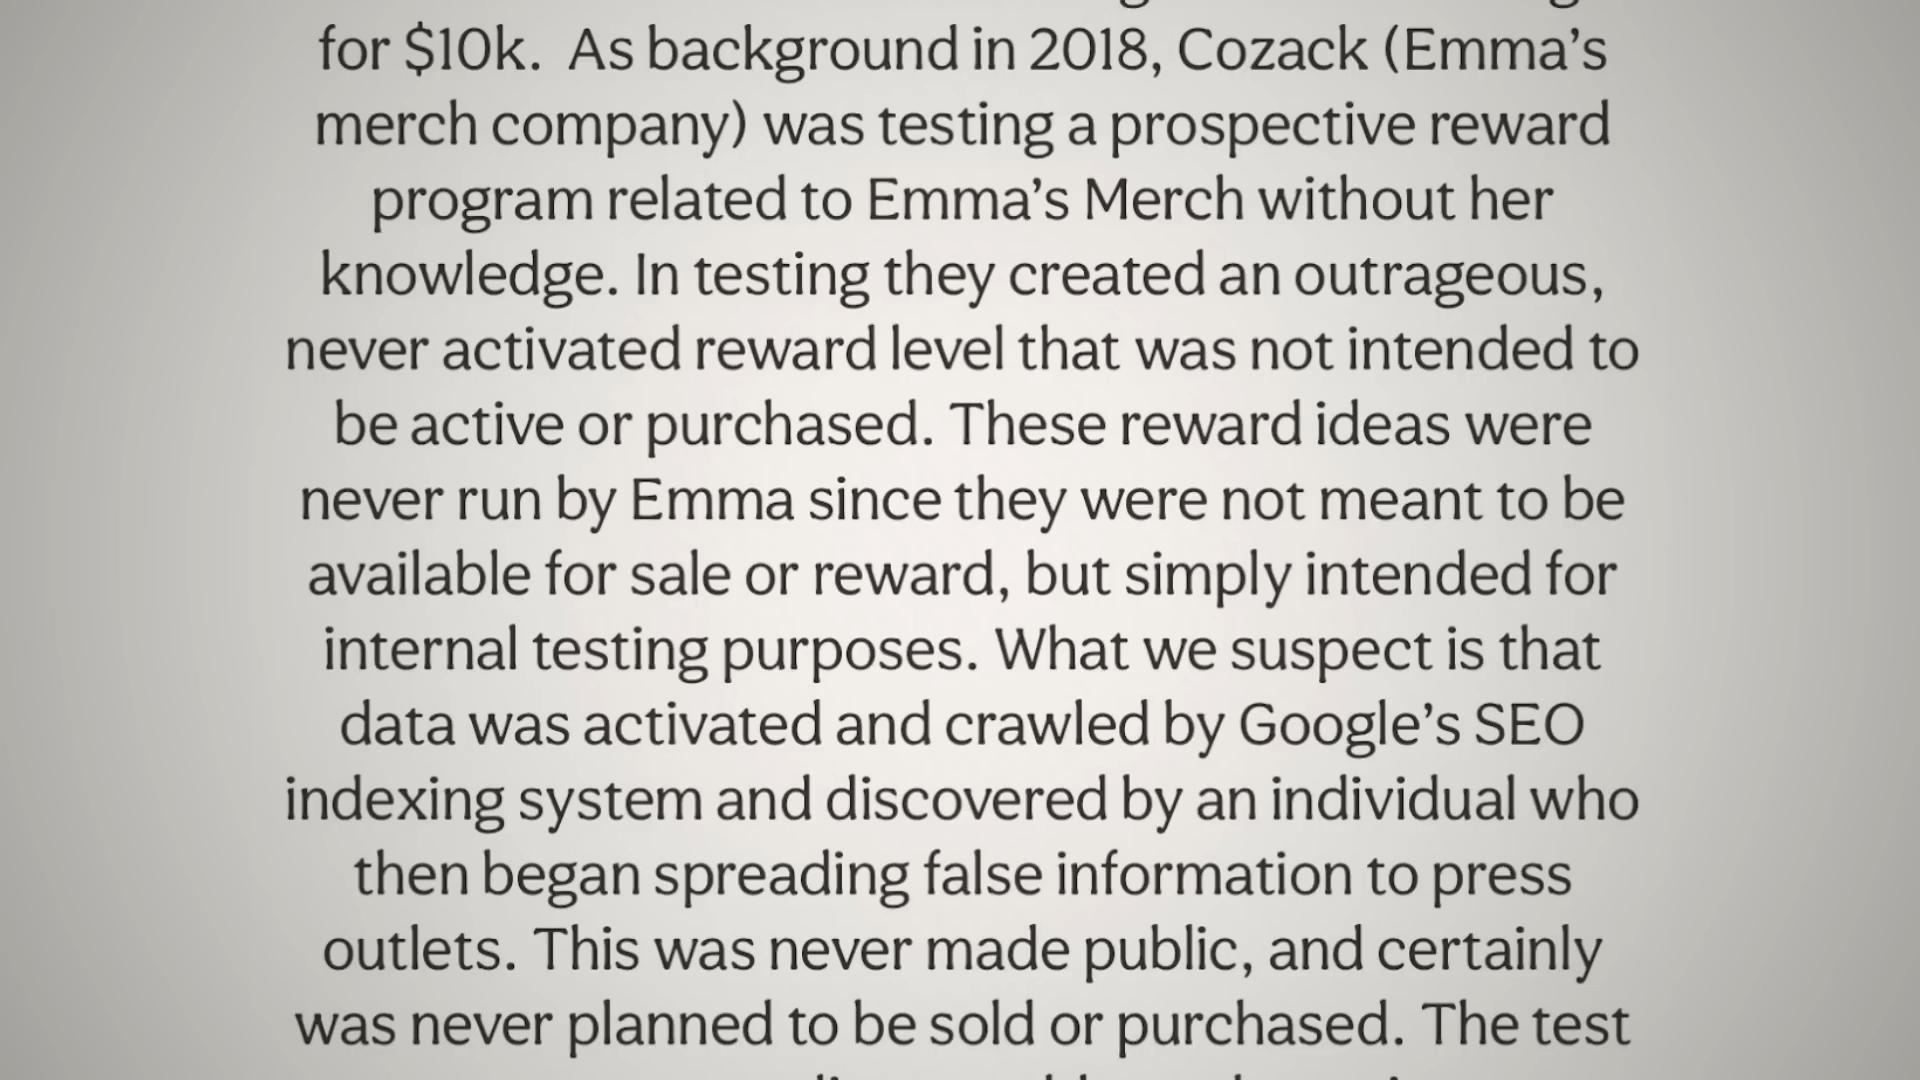 for $10k. As background in 2018, Cozack (Emma's
merch company) was testing a prospective reward
program related to Emma's Merch without her
knowledge. In testing they created an outrageous,
never activated reward level that was not intended to
be active or purchased. These reward ideas were
never run by Emma since they were not meant to be
available for sale or reward, but simply intended for
internal testing purposes. What we suspect is that
data was activated and crawled by Google's SEO
indexing system and discovered by an individual who
then began spreading false information to press
outlets. This was never made public, and certainly
was never planned to be sold or purchased. The test